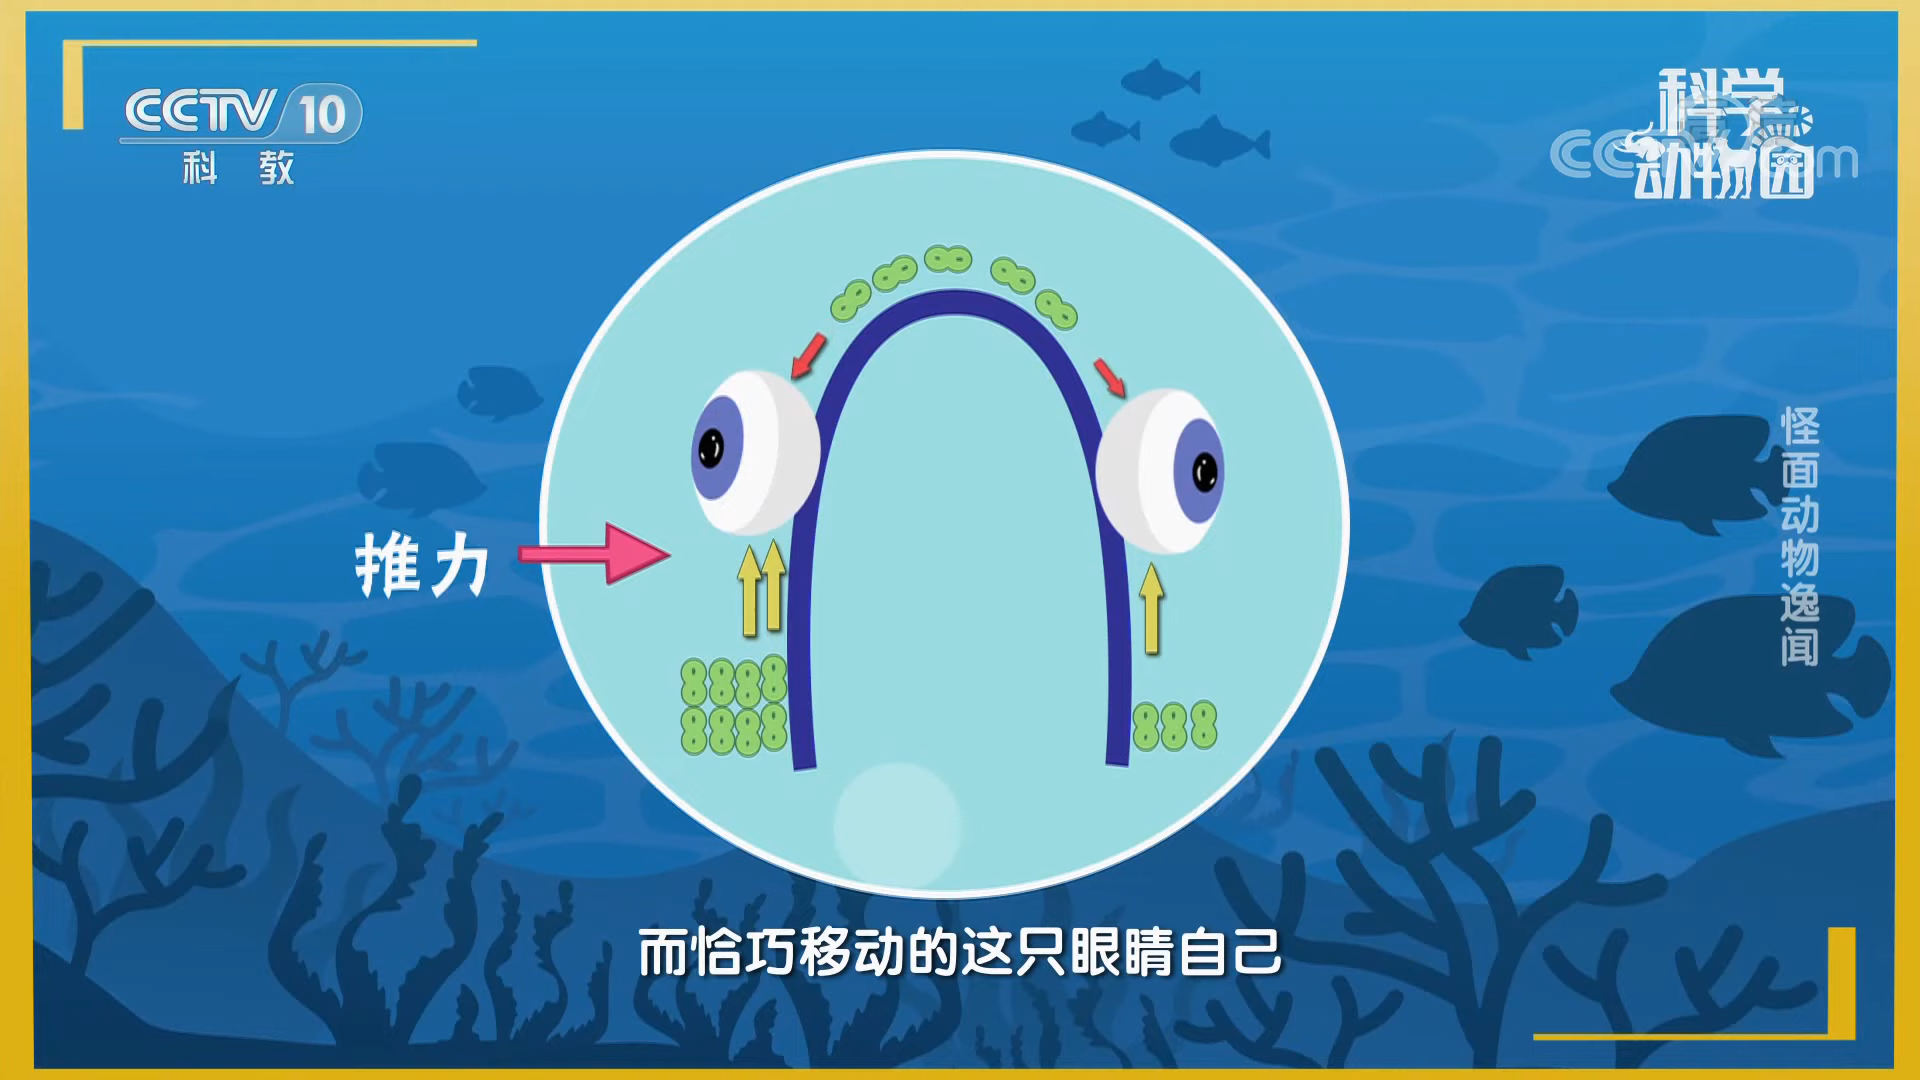 CCTV 10
科教
科学
动物园
怪面动物逸闻
推力
而恰巧移动的这只眼睛自己